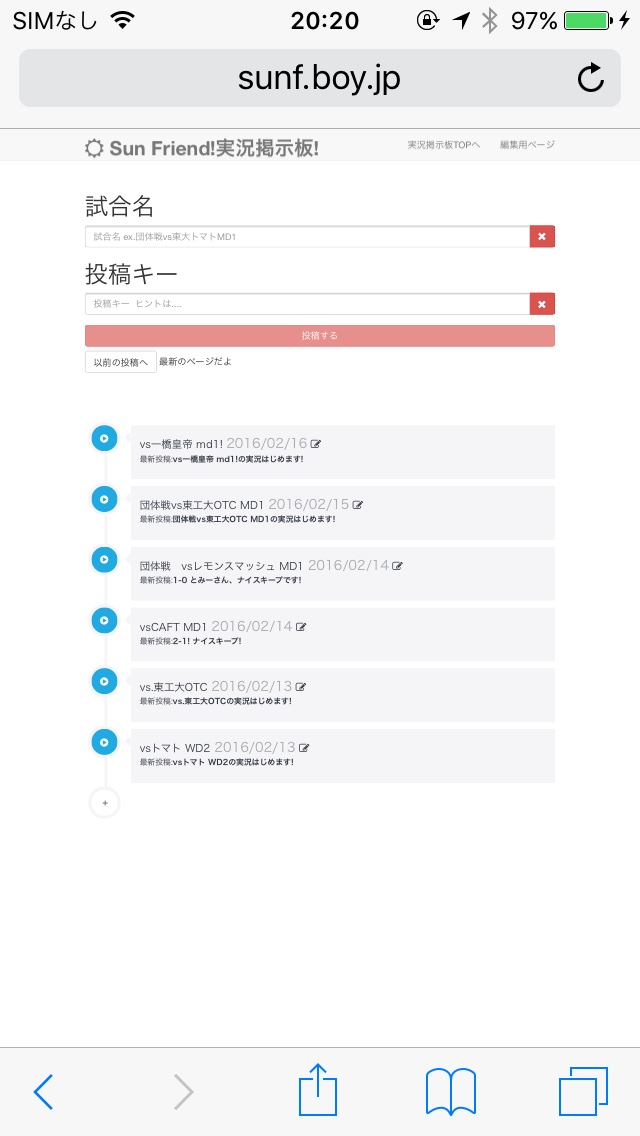 SIMなし 20:20 97%
sunf.boy.jp
Sun Friend!実況掲示板! 実況掲示板TOPへ 編集用ページ
試合名
試合名 ex.団体戦vs東大トマトMD1
投稿キー
投稿キー ヒントは....
投稿する
以前の投稿へ 最新のページだよ
vs一橋皇帝 md1! 2016/02/16
最新投稿:vs一橋皇帝 md1!の実況はじめます!
団体戦vs東工大OTC MD1 2016/02/15
最新投稿:団体戦vs東工大OTC MD1の実況はじめます!
団体戦　vsレモンスマッシュ MD1 2016/02/14
最新投稿:1-0 とみーさん、ナイスキープです!
vsCAFT MD1 2016/02/14
最新投稿:2-1! ナイスキープ!
vs.東工大OTC 2016/02/13
最新投稿:vs.東工大OTCの実況はじめます!
vsトマト WD2 2016/02/13
最新投稿:vsトマト WD2の実況はじめます!
+